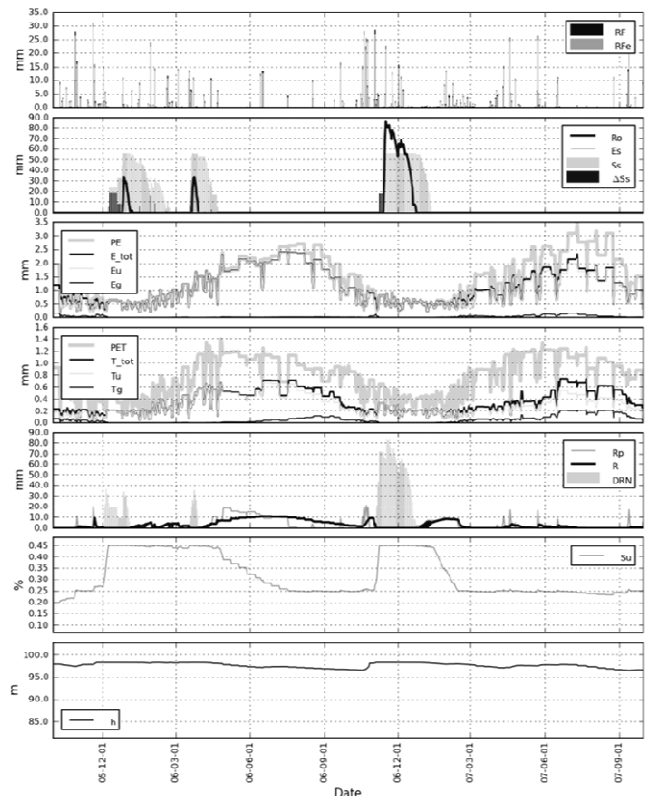 35.0
30.0
25.0
20.0
15.0
10.0
5.0
0.0
mm
RF
RFe
90.0
80.0
70.0
60.0
50.0
40.0
30.0
20.0
10.0
0.0
mm
Ro
Es
Ss
ΔSs
3.5
3.0
2.5
2.0
1.5
1.0
0.5
0.0
mm
PE
E_tot
Eu
Eg
1.6
1.4
1.2
1.0
0.8
0.6
0.4
0.2
0.0
mm
PET
T_tot
Tu
Tg
90.0
80.0
70.0
60.0
50.0
40.0
30.0
20.0
10.0
0.0
mm
Rp
R
DRN
0.45
0.40
0.35
0.30
0.25
0.20
0.15
0.10
%
Su
100.0
95.0
90.0
85.0
m
h
05-12-01
06-03-01
06-06-01
06-09-01
06-12-01
07-03-01
07-06-01
07-09-01
Date